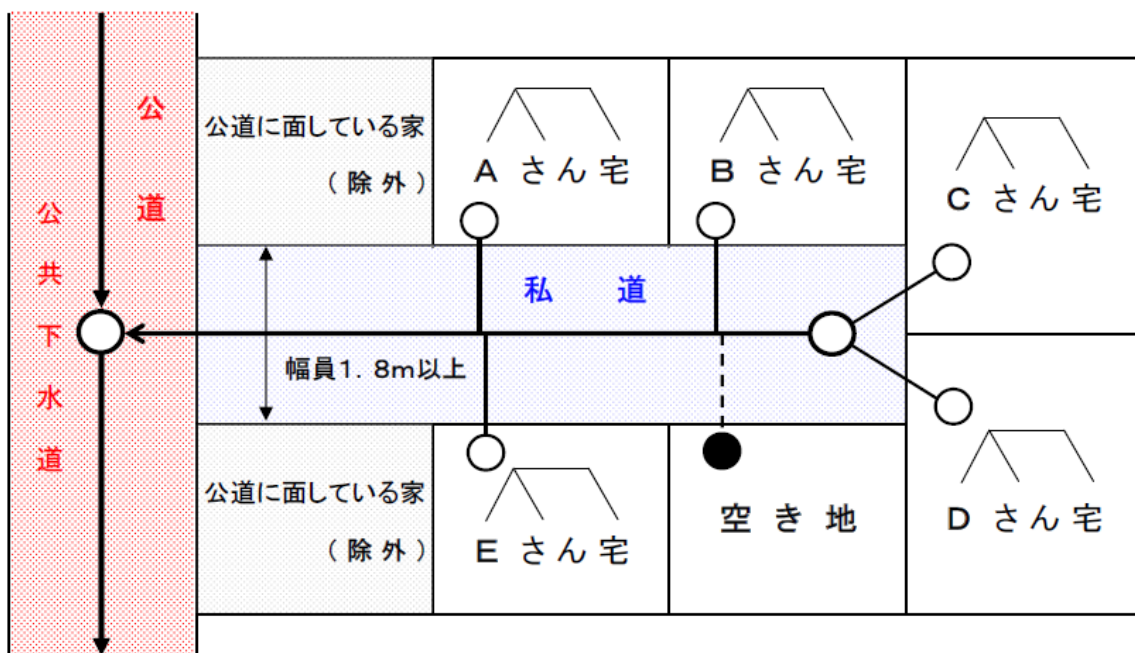 公道
公共下水道
公道に面している家
（除外）
Aさん宅
Bさん宅
Cさん宅
私道
幅員1.8m以上
公道に面している家
（除外）
Eさん宅
空き地
Dさん宅